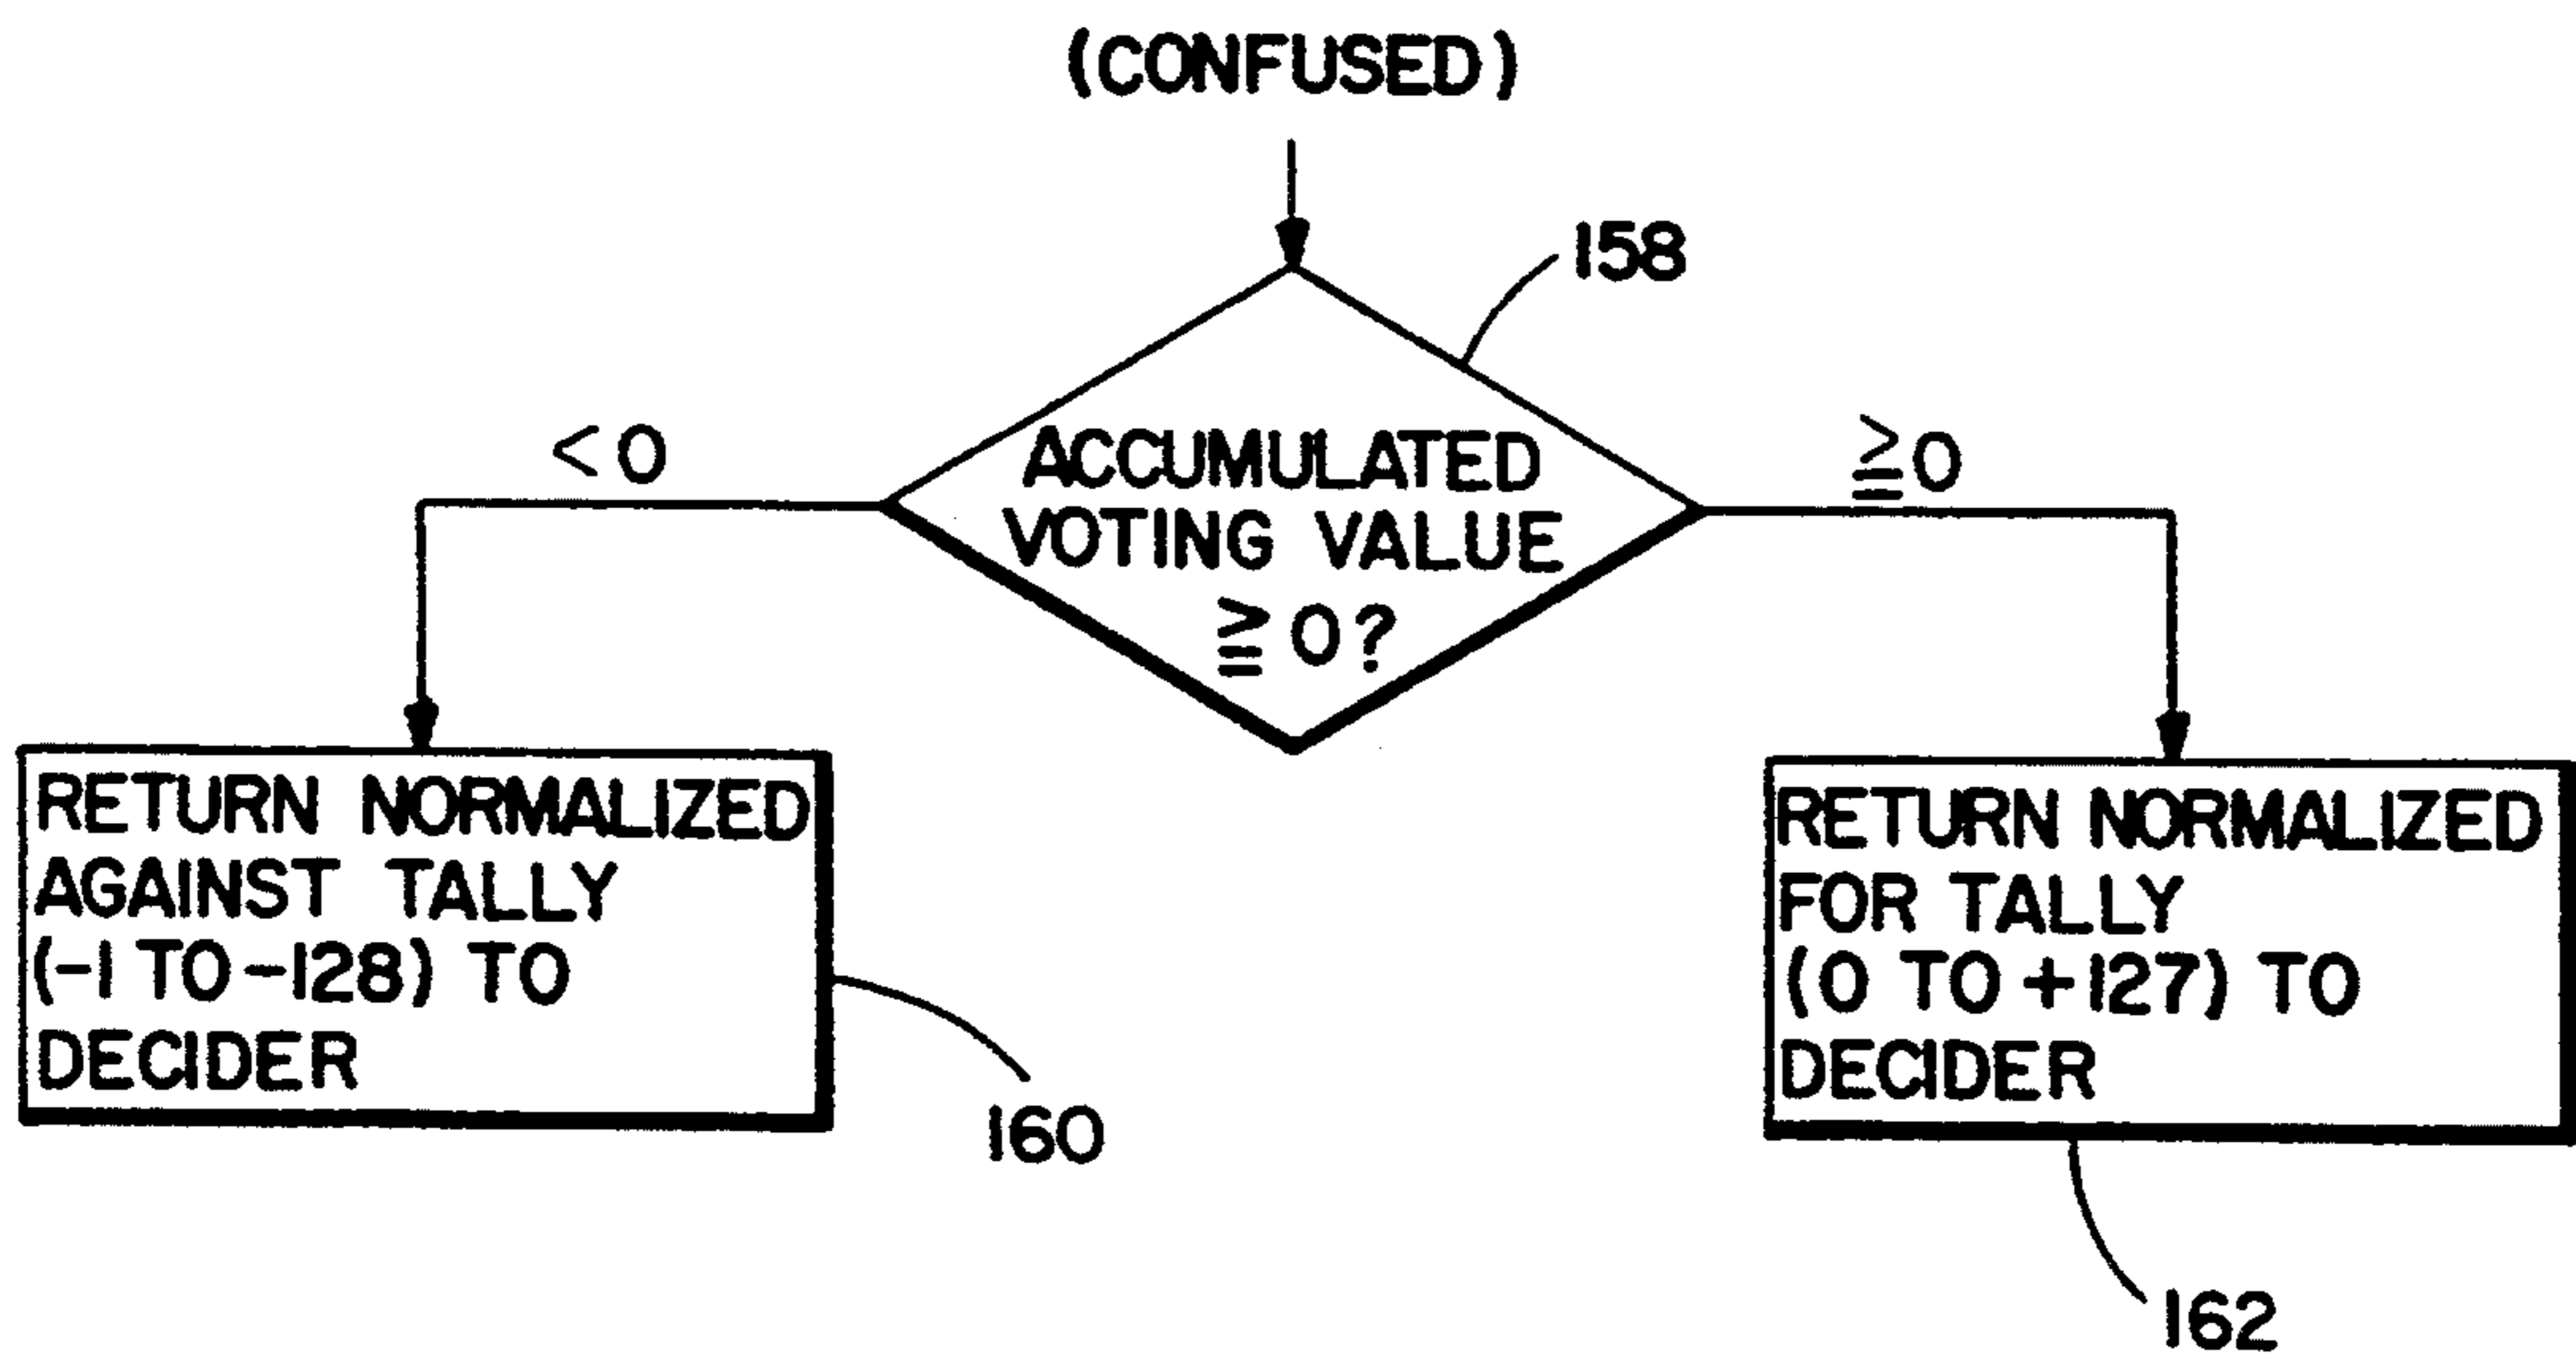 (CONFUSED)
158
< 0
ACCUMULATED
VOTING VALUE
≧ 0?
≧0
RETURN NORMALIZED
AGAINST TALLY
(-1 TO -128) TO
DECIDER
160
RETURN NORMALIZED
FOR TALLY
(0 TO +127) TO
DECIDER
162